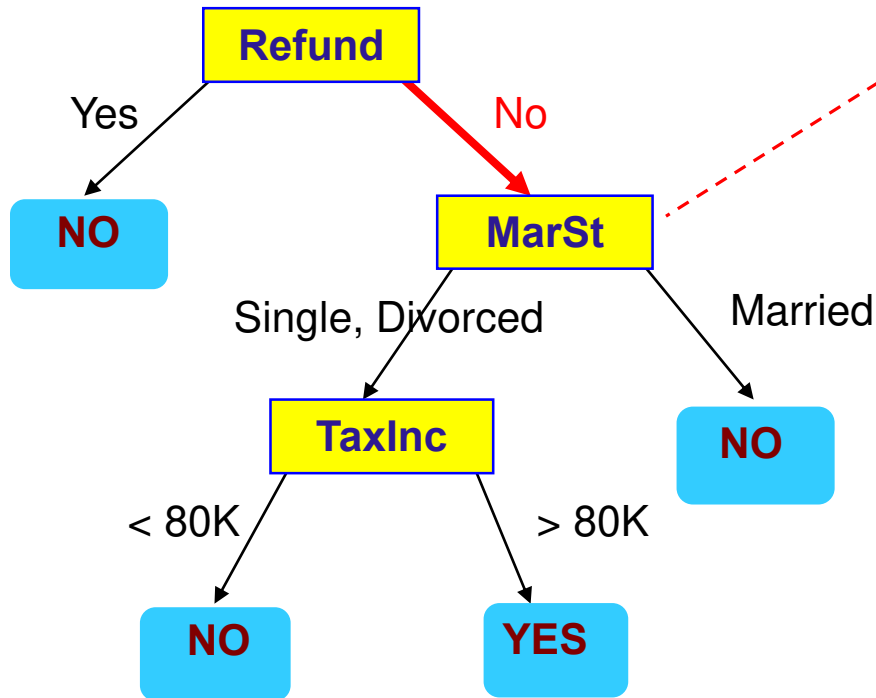 Refund
Yes
No
NO
MarSt
Single, Divorced
Married
TaxInc
NO
< 80K
> 80K
NO
YES